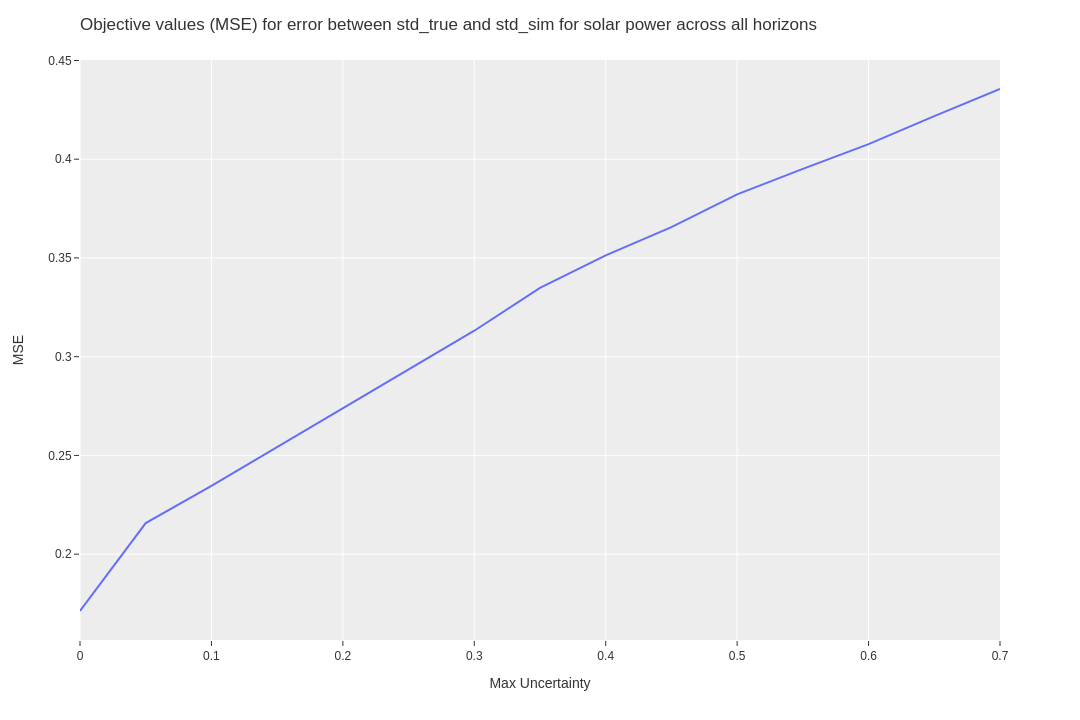 Objective values (MSE) for error between std_true and std_sim for solar power across all horizons
0.45
0.4
0.35
0.3
0.25
0.2
MSE
0 0.1 0.2 0.3 0.4 0.5 0.6 0.7
Max Uncertainty